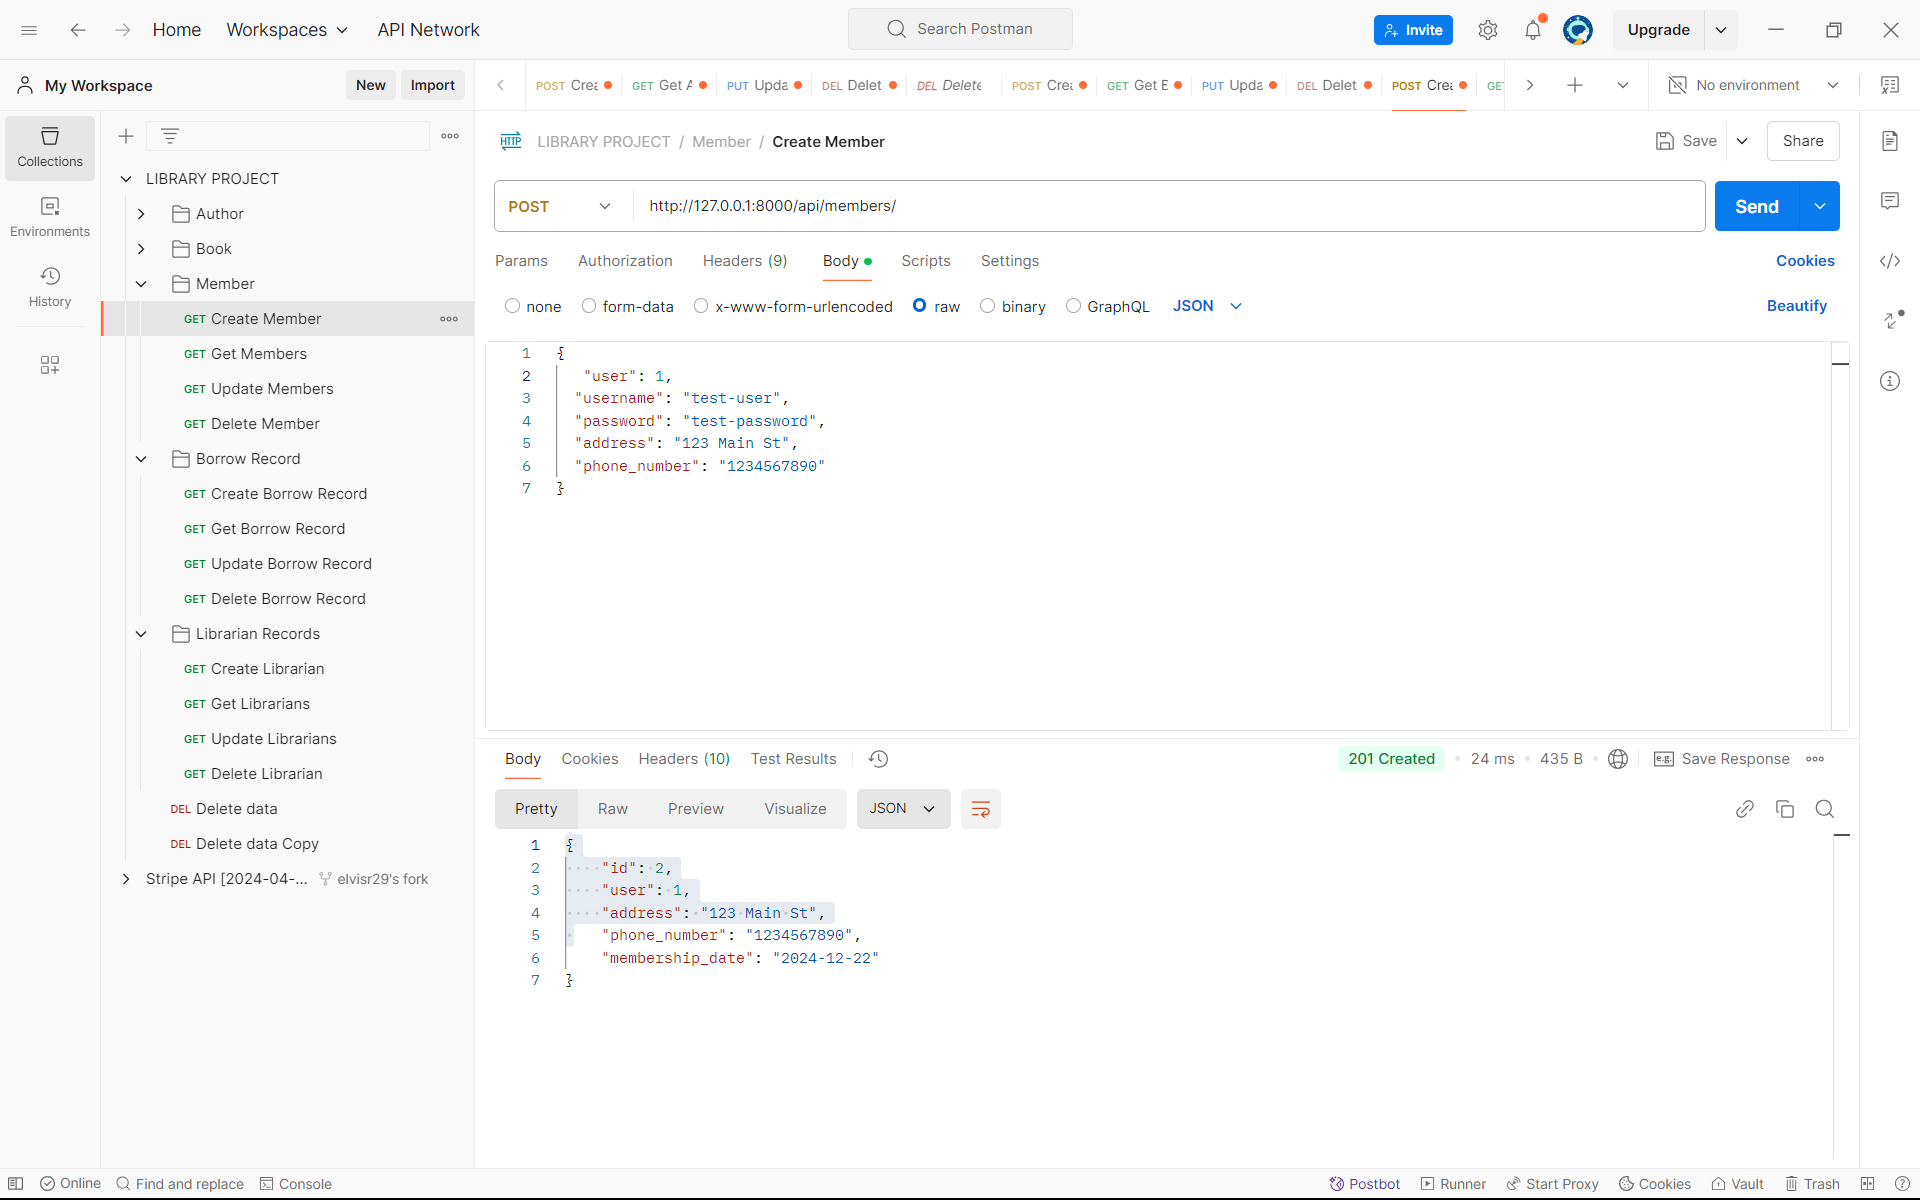 Home Workspaces API Network Search Postman Invite Upgrade
My Workspace New Import
POST Crea GET Get A PUT Upda DEL Delet DEL Delete POST Crea GET Get B PUT Upda DEL Delet POST Crea GET No environment
Collections
Environments
History
LIBRARY PROJECT
Author
Book
Member
GET Create Member
GET Get Members
GET Update Members
GET Delete Member
Borrow Record
GET Create Borrow Record
GET Get Borrow Record
GET Update Borrow Record
GET Delete Borrow Record
Librarian Records
GET Create Librarian
GET Get Librarians
GET Update Librarians
GET Delete Librarian
DEL Delete data
DEL Delete data Copy
Stripe API [2024-04-... elvisr29's fork
HTTP LIBRARY PROJECT / Member / Create Member Save Share
POST http://127.0.0.1:8000/api/members/ Send
Params Authorization Headers (9) Body Scripts Settings Cookies
none form-data x-www-form-urlencoded raw binary GraphQL JSON Beautify
1 {
2 "user": 1,
3 "username": "test-user",
4 "password": "test-password",
5 "address": "123 Main St",
6 "phone_number": "1234567890"
7 }
Body Cookies Headers (10) Test Results 201 Created • 24 ms • 435 B e.g. Save Response
Pretty Raw Preview Visualize JSON
1 {
2 "id": 2,
3 "user": 1,
4 "address": "123 Main St",
5 "phone_number": "1234567890",
6 "membership_date": "2024-12-22"
7 }
Online Find and replace Console Postbot Runner Start Proxy Cookies Vault Trash